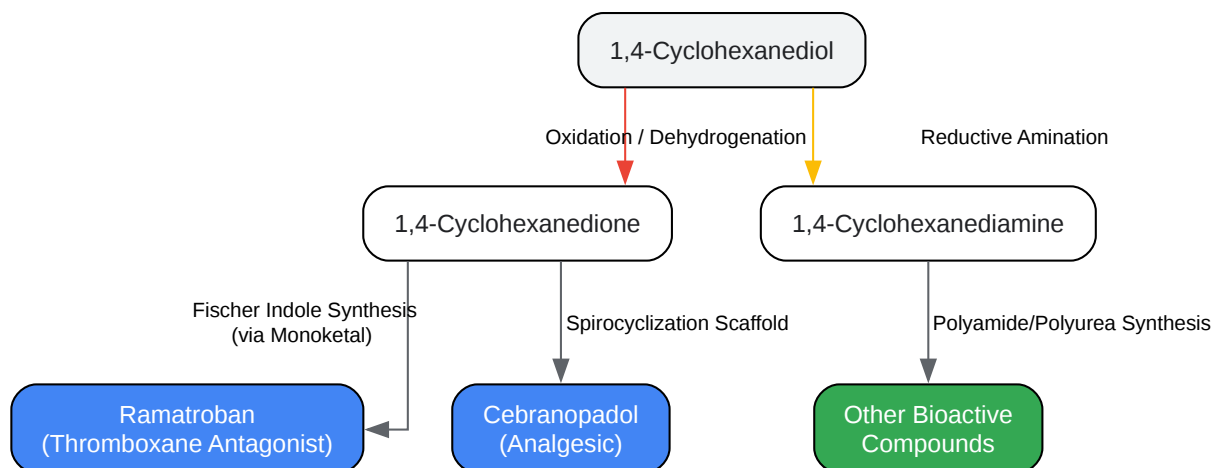 1,4-Cyclohexanediol
Oxidation / Dehydrogenation
Reductive Amination
1,4-Cyclohexanedione
1,4-Cyclohexanediamine
Fischer Indole Synthesis
(via Monoketal)
Spirocyclization Scaffold
Polyamide/Polyurea Synthesis
Ramatroban
(Thromboxane Antagonist)
Cebranopadol
(Analgesic)
Other Bioactive
Compounds